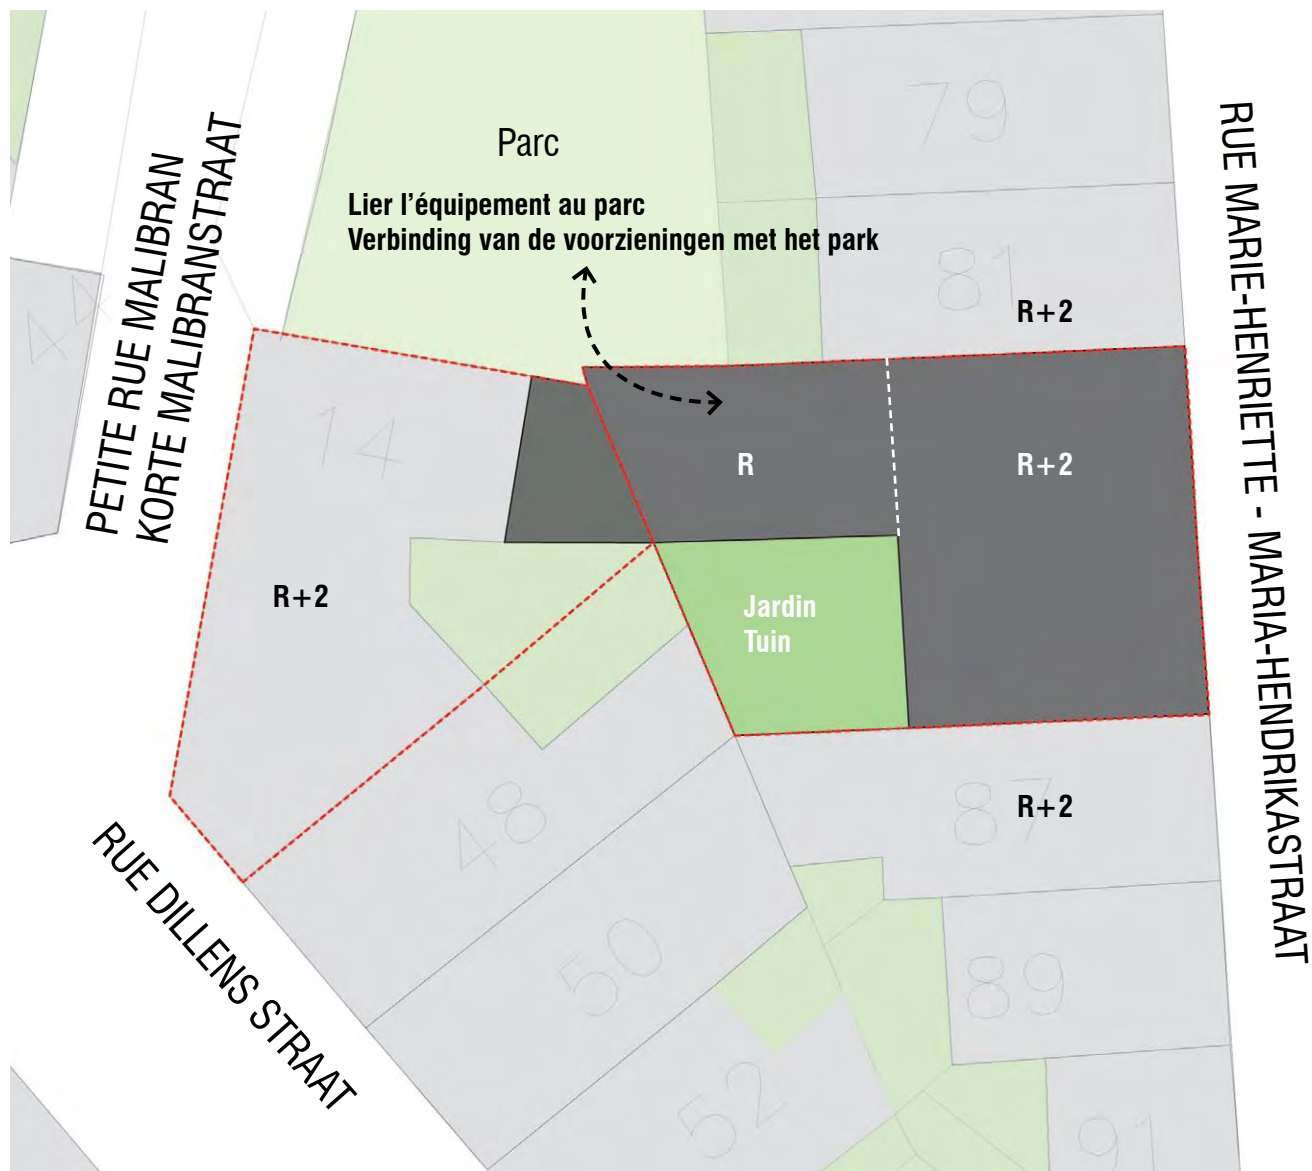 79
Parc
Lier l’équipement au parc
Verbinding van de voorzieningen met het park
PETITE RUE MALIBRAN
KORTE MALIBRANSTRAAT
RUE MARIE-HENRIETTE - MARIA-HENDRIKASTRAAT
81
R+2
44
14
R
R+2
R+2
Jardin
Tuin
48
87
R+2
RUE DILLENS STRAAT
50
89
52
91